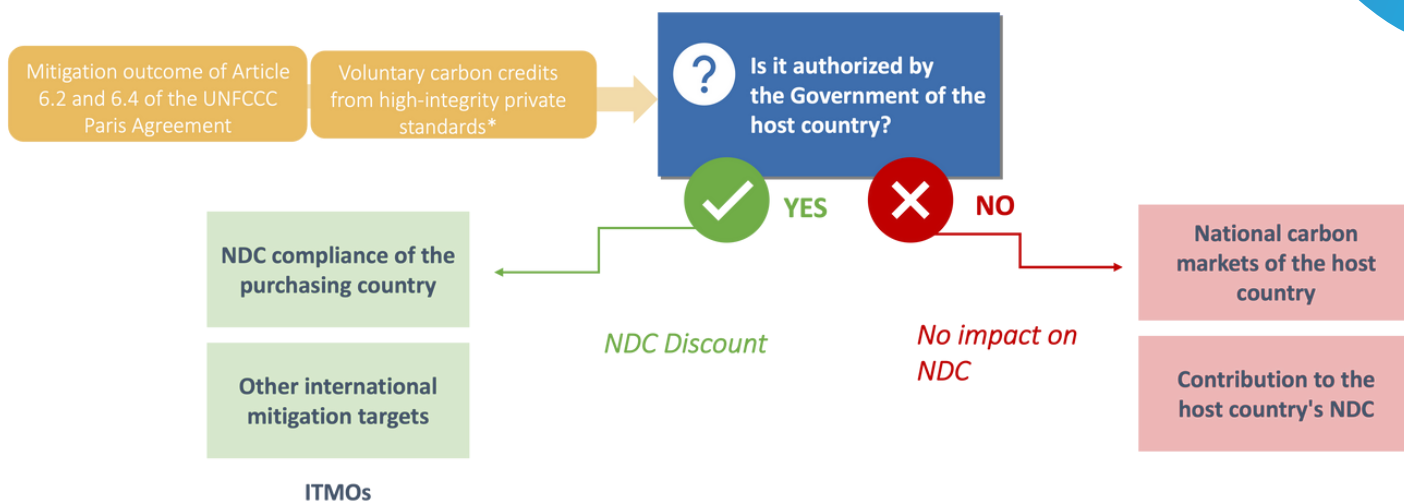 Mitigation outcome of Article
6.2 and 6.4 of the UNFCCC
Paris Agreement
Voluntary carbon credits
from high-integrity private
standards*
?
Is it authorized by
the Government of the
host country?
YES
NO
NDC compliance of the
purchasing country
Other international
mitigation targets
ITMOs
NDC Discount
No impact on
NDC
National carbon
markets of the host
country
Contribution to the
host country's NDC